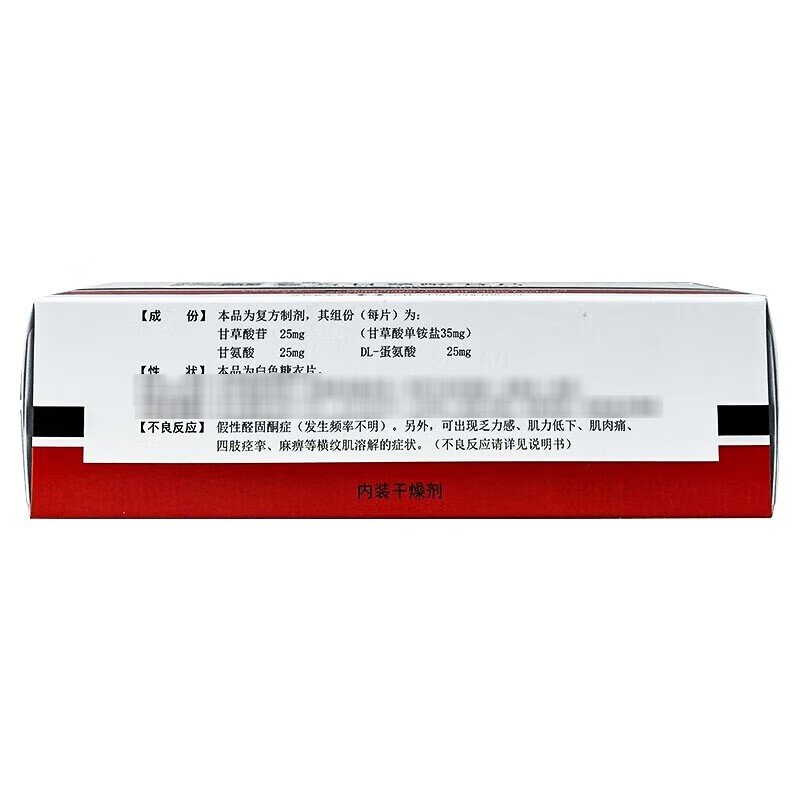 【成　份】 本品为复方制剂，其组份（每片）为：
甘草酸苷 25mg （甘草酸单铵盐35mg）
甘氨酸 25mg DL-蛋氨酸 25mg
【性　状】 本品为白色糖衣片。
【不良反应】 假性醛固酮症（发生频率不明）。另外，可出现乏力感、肌力低下、肌肉痛、
四肢痉挛、麻痹等横纹肌溶解的症状。（不良反应请详见说明书）
内装干燥剂